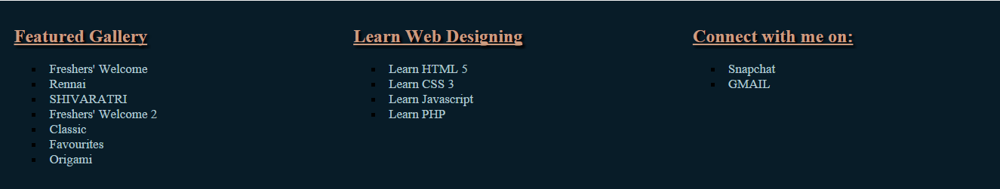 Featured Gallery
Freshers' Welcome
Rennai
SHIVARATRI
Freshers' Welcome 2
Classic
Favourites
Origami
Learn Web Designing
Learn HTML 5
Learn CSS 3
Learn Javascript
Learn PHP
Connect with me on:
Snapchat
GMAIL